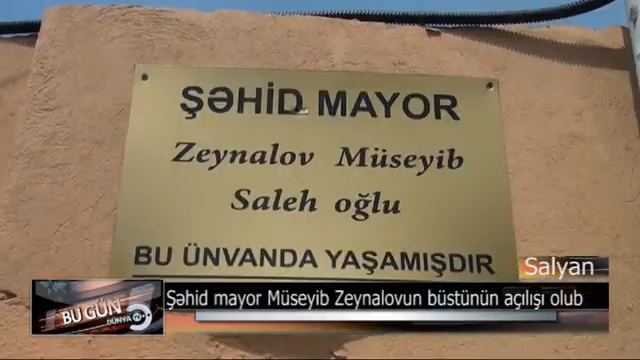 ŞƏHİD MAYOR
Zeynalov Müseyib
Saleh oğlu
BU ÜNVANDA YAŞAMIŞDIR
Salyan
BU GÜN
DÜNYA TV
Şəhid mayor Müseyib Zeynalovun büstünün açılışı olub